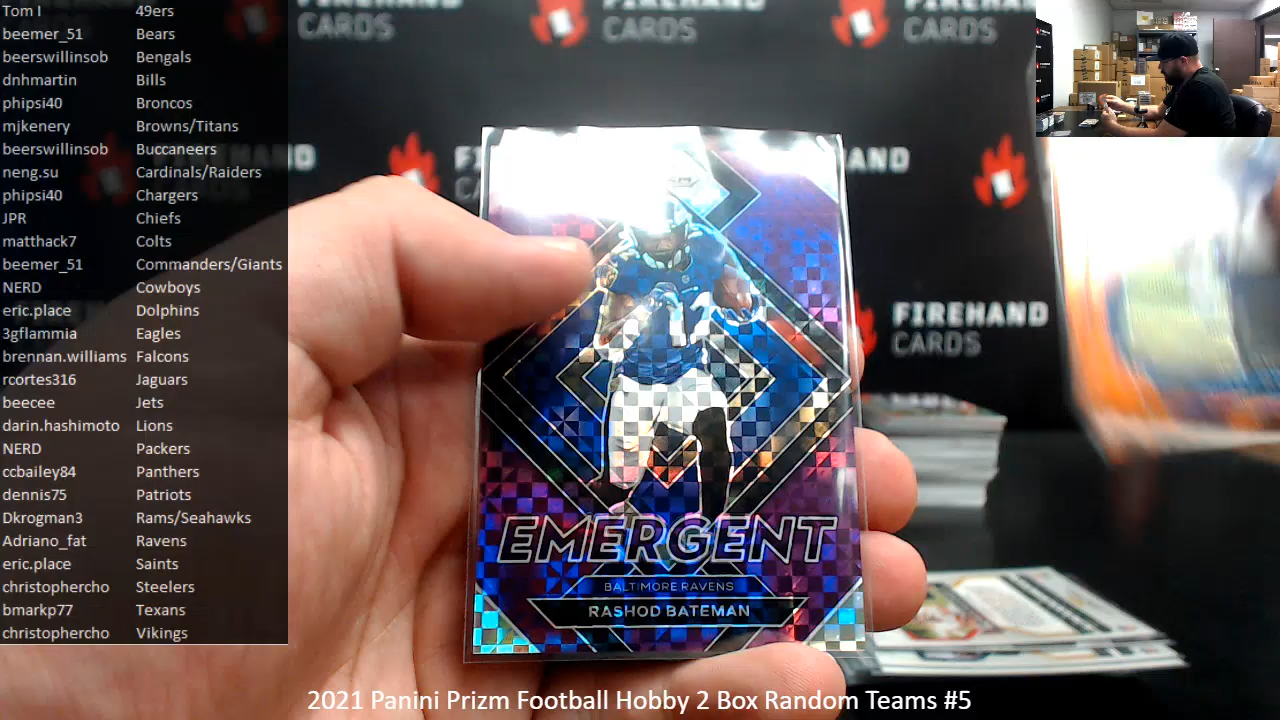 Tom I 49ers
beemer_51 Bears
beerswillinsob Bengals
dnhmartin Bills
phipsi40 Broncos
mjkenery Browns/Titans
beerswillinsob Buccaneers
neng.su Cardinals/Raiders
phipsi40 Chargers
JPR Chiefs
matthack7 Colts
beemer_51 Commanders/Giants
NERD Cowboys
eric.place Dolphins
3gflammia Eagles
brennan.williams Falcons
rcortes316 Jaguars
beecee Jets
darin.hashimoto Lions
NERD Packers
ccbailey84 Panthers
dennis75 Patriots
Dkrogman3 Rams/Seahawks
Adriano_fat Ravens
eric.place Saints
christophercho Steelers
bmarkp77 Texans
christophercho Vikings
CARDS
CARDS
CARDS
FIREHAND
CARDS
EMERGENT
BALTIMORE RAVENS
RASHOD BATEMAN
2021 Panini Prizm Football Hobby 2 Box Random Teams #5